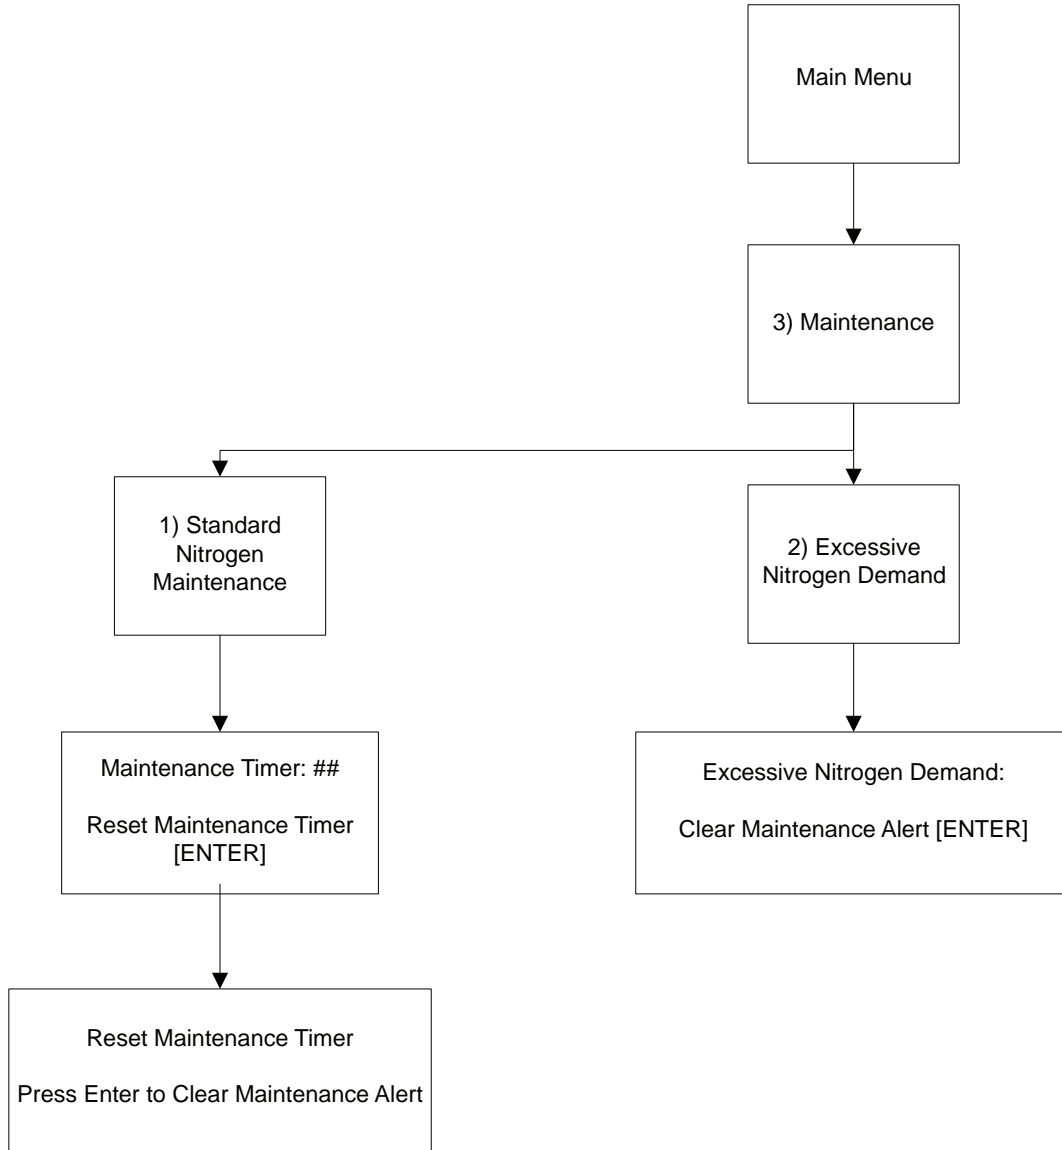 Main Menu
3) Maintenance
1) Standard
Nitrogen
Maintenance
2) Excessive
Nitrogen Demand
Maintenance Timer: ##
Reset Maintenance Timer
[ENTER]
Excessive Nitrogen Demand:
Clear Maintenance Alert [ENTER]
Reset Maintenance Timer
Press Enter to Clear Maintenance Alert